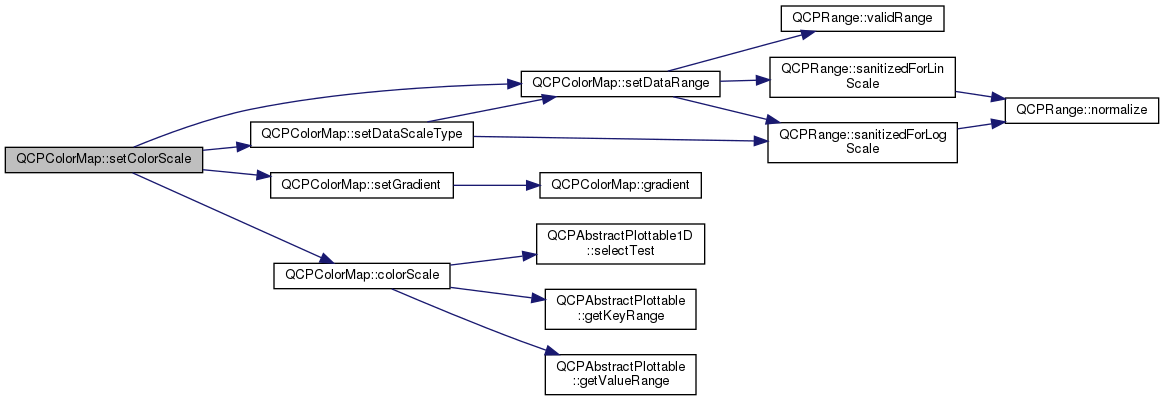 QCPRange::validRange
QCPRange::sanitizedForLin
Scale
QCPColorMap::setDataRange
QCPRange::normalize
QCPColorMap::setDataScaleType
QCPRange::sanitizedForLog
Scale
QCPColorMap::setColorScale
QCPColorMap::setGradient
QCPColorMap::gradient
QCPAbstractPlottable1D
::selectTest
QCPColorMap::colorScale
QCPAbstractPlottable
::getKeyRange
QCPAbstractPlottable
::getValueRange